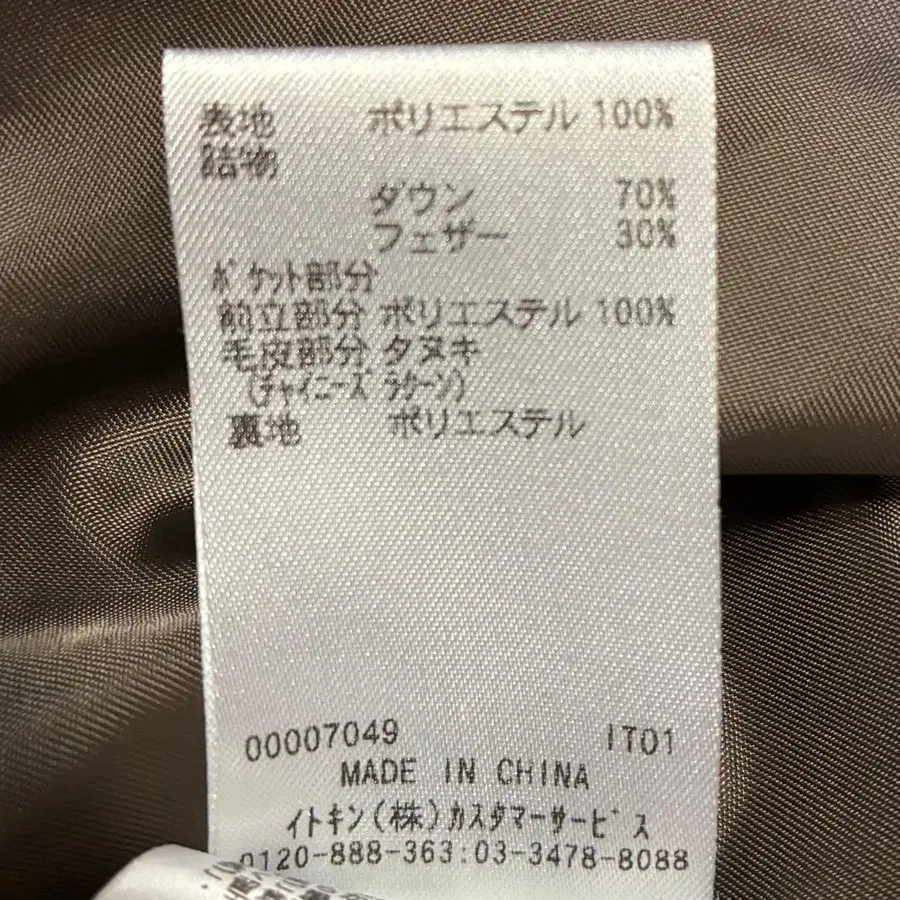 表地 ポリエステル 100%
詰物
ダウン 70%
フェザー 30%
ポケット部分
前立部分 ポリエステル 100%
毛皮部分 タヌキ
(チャイニーズ ラクーン)
裏地 ポリエステル
00007049 IT01
MADE IN CHINA
イトキン(株)カスタマーサービス
0120-888-363:03-3478-8088